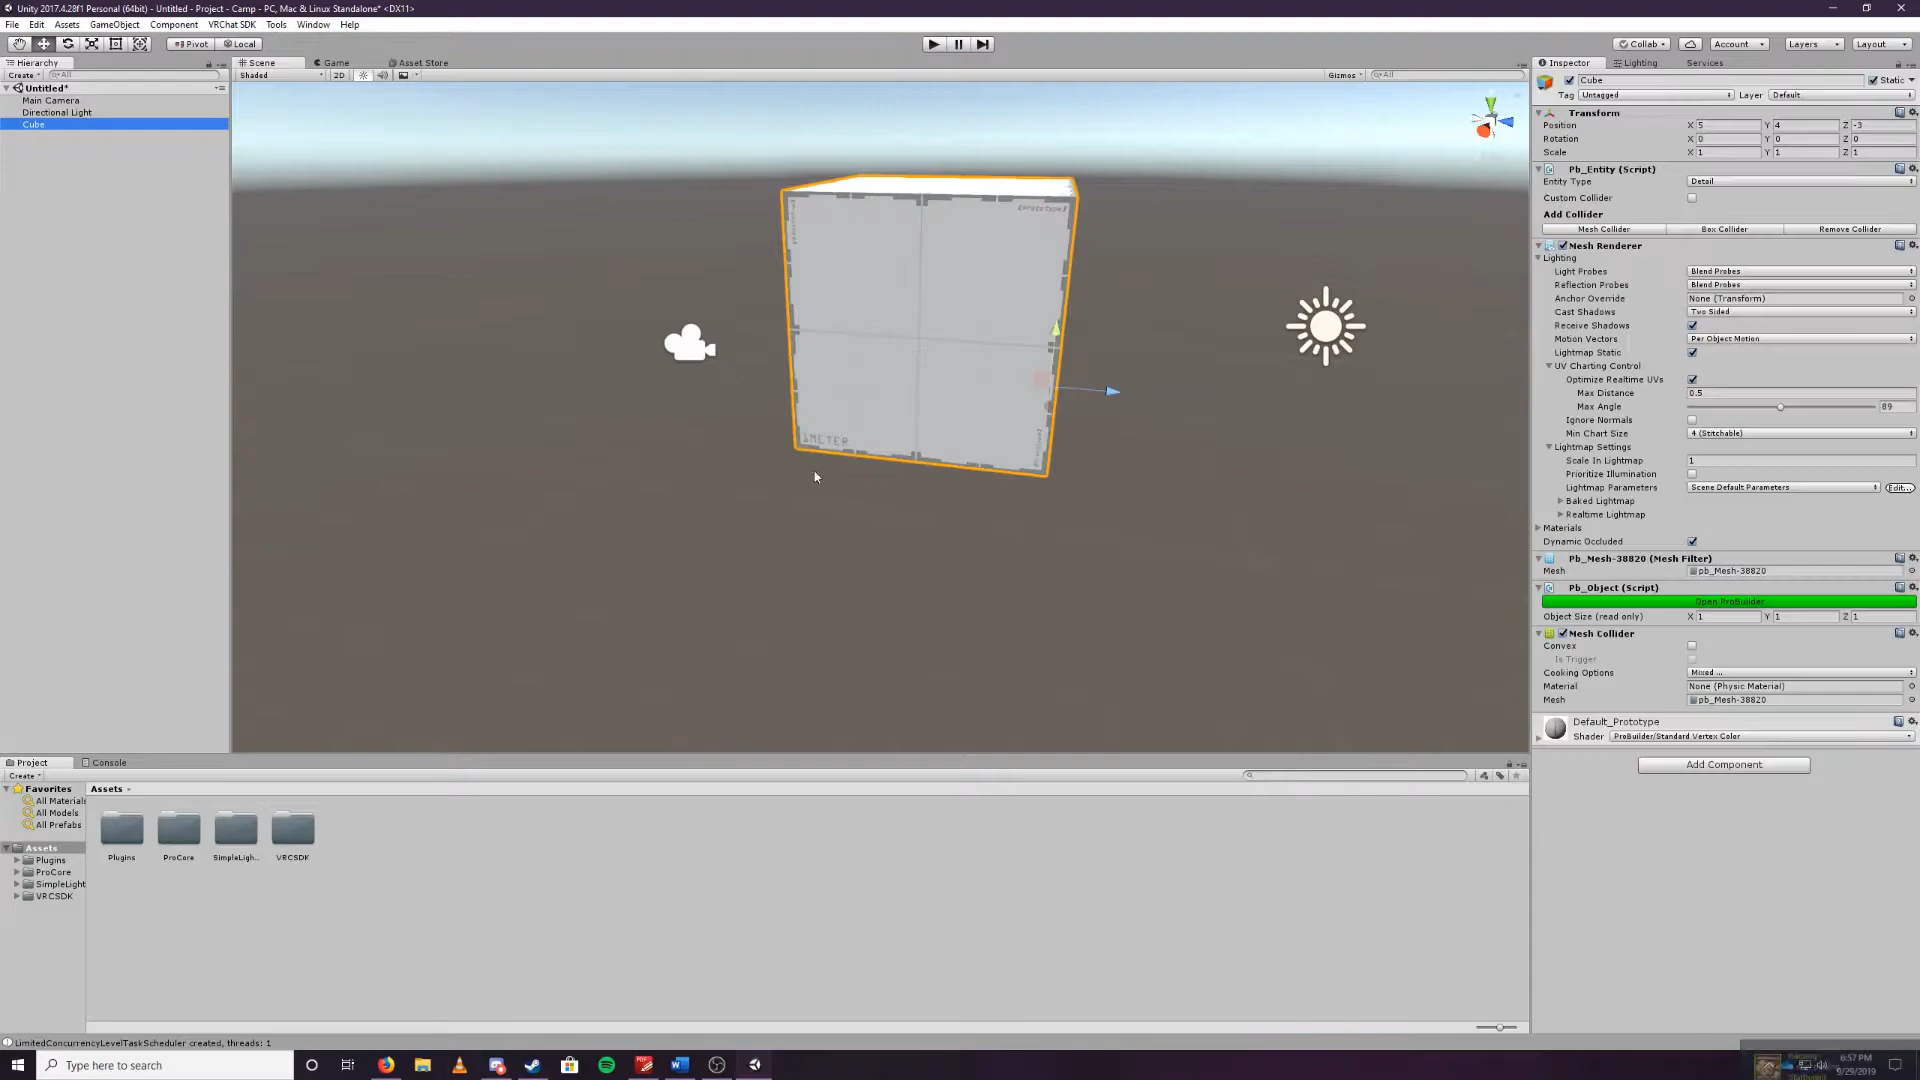 Unity 2017.4.28f1 Personal (64bit) - Untitled - Project - Camp - PC, Mac & Linux Standalone* <DX11>
File Edit Assets GameObject Component VRChat SDK Tools Window Help
Pivot Local Collab Account Layers Layout
Hierarchy
Create All
Untitled*
Main Camera
Directional Light
Cube
Scene Game Asset Store
Shaded 2D Gizmos All
1METER
Inspector Lighting Services
Cube Static
Tag Untagged Layer Default
Transform
Position X 5 Y 4 Z -3
Rotation X 0 Y 0 Z 0
Scale X 1 Y 1 Z 1
Pb_Entity (Script)
Entity Type Detail
Custom Collider
Add Collider
Mesh Collider Box Collider Remove Collider
Mesh Renderer
Lighting
Light Probes Blend Probes
Reflection Probes Blend Probes
Anchor Override None (Transform)
Cast Shadows Two Sided
Receive Shadows
Motion Vectors Per Object Motion
Lightmap Static
UV Charting Control
Optimize Realtime UVs
Max Distance 0.5
Max Angle 89
Ignore Normals
Min Chart Size 4 (Stitchable)
Lightmap Settings
Scale In Lightmap 1
Prioritize Illumination
Lightmap Parameters Scene Default Parameters Edit...
Baked Lightmap
Realtime Lightmap
Materials
Dynamic Occluded
Pb_Mesh-38820 (Mesh Filter)
Mesh pb_Mesh-38820
Pb_Object (Script)
Open ProBuilder
Object Size (read only) X 1 Y 1 Z 1
Mesh Collider
Convex
Is Trigger
Cooking Options Mixed ...
Material None (Physic Material)
Mesh pb_Mesh-38820
Default_Prototype
Shader ProBuilder/Standard Vertex Color
Add Component
Project Console
Create
Favorites
All Materials
All Models
All Prefabs
Assets
Plugins
ProCore
SimpleLight
VRCSDK
Assets
Plugins ProCore SimpleLigh... VRCSDK
LimitedConcurrencyLevelTaskScheduler created, threads: 1
Type here to search
6:57 PM
9/29/2019